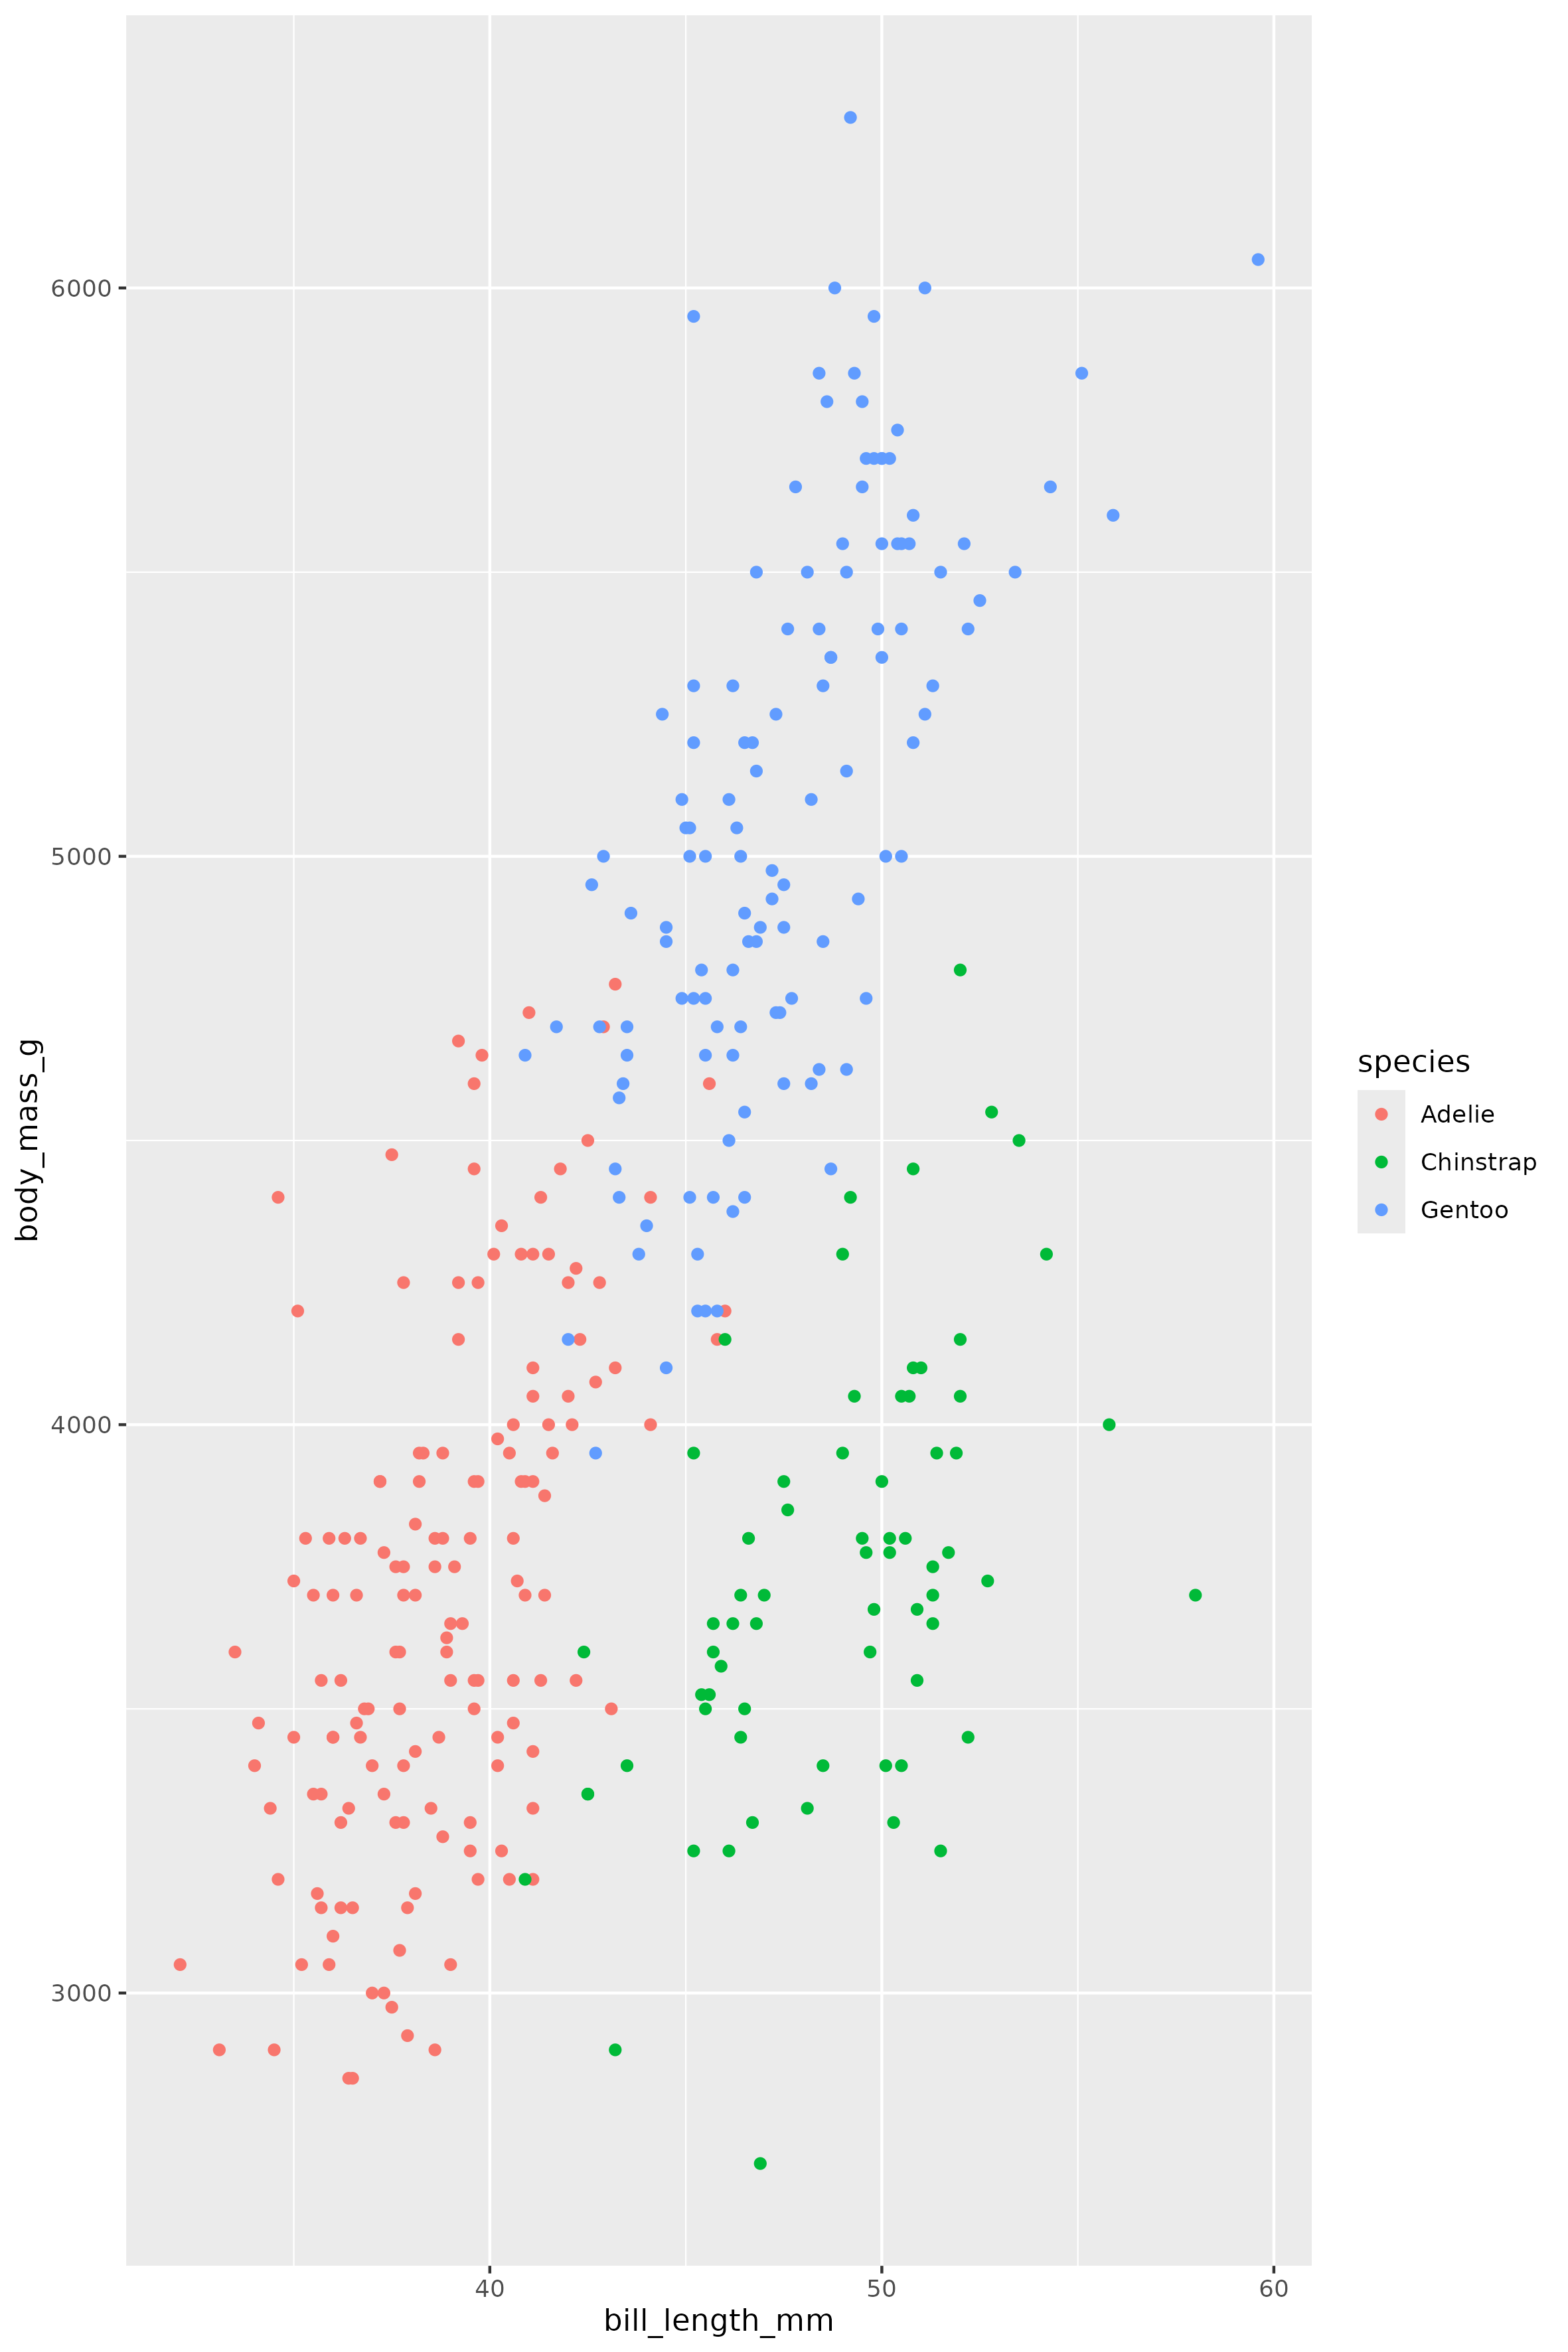 body_mass_g
6000
5000
4000
3000
40
50
60
bill_length_mm
species
Adelie
Chinstrap
Gentoo